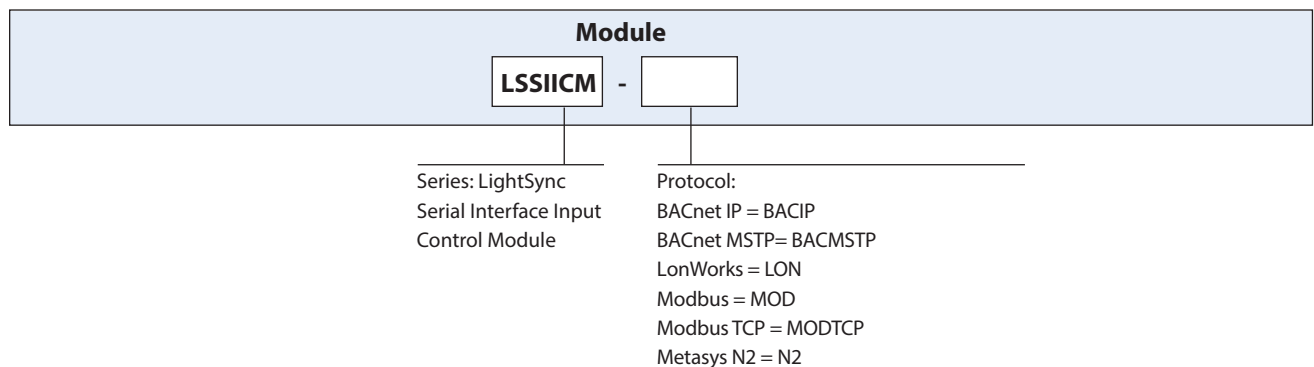 Module
LSSIICM -
Series: LightSync
Serial Interface Input
Control Module
Protocol:
BACnet IP = BACIP
BACnet MSTP= BACMSTP
LonWorks = LON
Modbus = MOD
Modbus TCP = MODTCP
Metasys N2 = N2